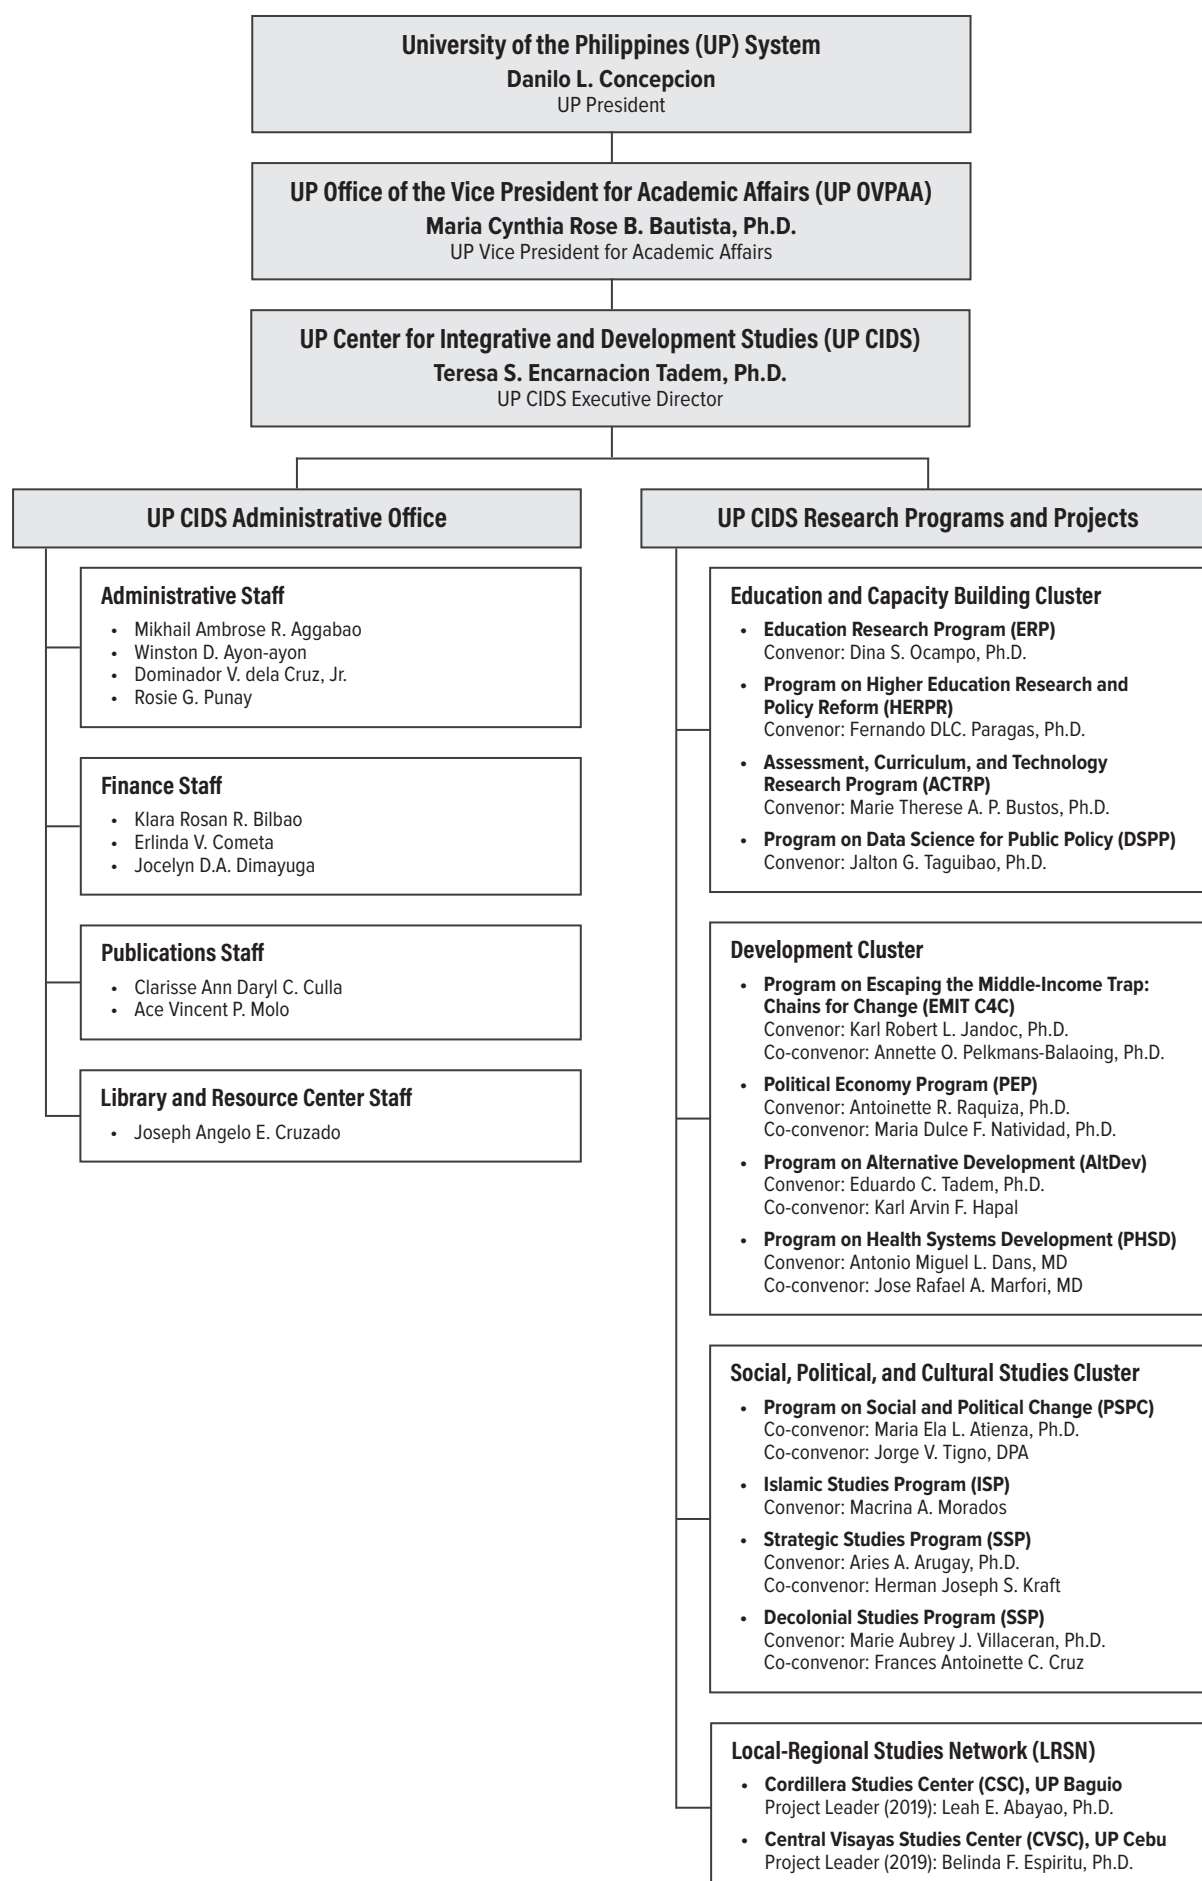 University of the Philippines (UP) System
Danilo L. Concepcion
UP President
UP Office of the Vice President for Academic Affairs (UP OVPAA)
Maria Cynthia Rose B. Bautista, Ph.D.
UP Vice President for Academic Affairs
UP Center for Integrative and Development Studies (UP CIDS)
Teresa S. Encarnacion Tadem, Ph.D.
UP CIDS Executive Director
UP CIDS Administrative Office
Administrative Staff
• Mikhail Ambrose R. Aggabao
• Winston D. Ayon-ayon
• Dominador V. dela Cruz, Jr.
• Rosie G. Punay
Finance Staff
• Klara Rosan R. Bilbao
• Erlinda V. Cometa
• Jocelyn D.A. Dimayuga
Publications Staff
• Clarisse Ann Daryl C. Culla
• Ace Vincent P. Molo
Library and Resource Center Staff
• Joseph Angelo E. Cruzado
UP CIDS Research Programs and Projects
Education and Capacity Building Cluster
• Education Research Program (ERP)
Convenor: Dina S. Ocampo, Ph.D.
• Program on Higher Education Research and
Policy Reform (HERPR)
Convenor: Fernando DLC. Paragas, Ph.D.
• Assessment, Curriculum, and Technology
Research Program (ACTRP)
Convenor: Marie Therese A. P. Bustos, Ph.D.
• Program on Data Science for Public Policy (DSPP)
Convenor: Jalton G. Taguibao, Ph.D.
Development Cluster
• Program on Escaping the Middle-Income Trap:
Chains for Change (EMIT C4C)
Convenor: Karl Robert L. Jandoc, Ph.D.
Co-convenor: Annette O. Pelkmans-Balaoing, Ph.D.
• Political Economy Program (PEP)
Convenor: Antoinette R. Raquiza, Ph.D.
Co-convenor: Maria Dulce F. Natividad, Ph.D.
• Program on Alternative Development (AltDev)
Convenor: Eduardo C. Tadem, Ph.D.
Co-convenor: Karl Arvin F. Hapal
• Program on Health Systems Development (PHSD)
Convenor: Antonio Miguel L. Dans, MD
Co-convenor: Jose Rafael A. Marfori, MD
Social, Political, and Cultural Studies Cluster
• Program on Social and Political Change (PSPC)
Co-convenor: Maria Ela L. Atienza, Ph.D.
Co-convenor: Jorge V. Tigno, DPA
• Islamic Studies Program (ISP)
Convenor: Macrina A. Morados
• Strategic Studies Program (SSP)
Convenor: Aries A. Arugay, Ph.D.
Co-convenor: Herman Joseph S. Kraft
• Decolonial Studies Program (SSP)
Convenor: Marie Aubrey J. Villaceran, Ph.D.
Co-convenor: Frances Antoinette C. Cruz
Local-Regional Studies Network (LRSN)
• Cordillera Studies Center (CSC), UP Baguio
Project Leader (2019): Leah E. Abayao, Ph.D.
• Central Visayas Studies Center (CVSC), UP Cebu
Project Leader (2019): Belinda F. Espiritu, Ph.D.